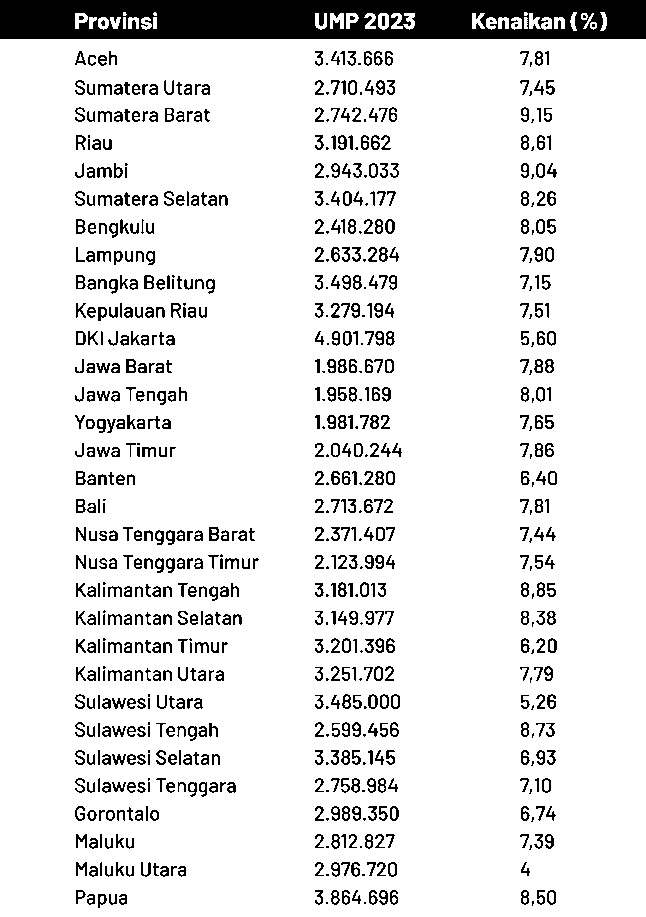 Provinsi UMP 2023 Kenaikan (%)
Aceh 3.413.666 7,81
Sumatera Utara 2.710.493 7,45
Sumatera Barat 2.742.476 9,15
Riau 3.191.662 8,61
Jambi 2.943.033 9,04
Sumatera Selatan 3.404.177 8,26
Bengkulu 2.418.280 8,05
Lampung 2.633.284 7,90
Bangka Belitung 3.498.479 7,15
Kepulauan Riau 3.279.194 7,51
DKI Jakarta 4.901.798 5,60
Jawa Barat 1.986.670 7,88
Jawa Tengah 1.958.169 8,01
Yogyakarta 1.981.782 7,65
Jawa Timur 2.040.244 7,86
Banten 2.661.280 6,40
Bali 2.713.672 7,81
Nusa Tenggara Barat 2.371.407 7,44
Nusa Tenggara Timur 2.123.994 7,54
Kalimantan Tengah 3.181.013 8,85
Kalimantan Selatan 3.149.977 8,38
Kalimantan Timur 3.201.396 6,20
Kalimantan Utara 3.251.702 7,79
Sulawesi Utara 3.485.000 5,26
Sulawesi Tengah 2.599.456 8,73
Sulawesi Selatan 3.385.145 6,93
Sulawesi Tenggara 2.758.984 7,10
Gorontalo 2.989.350 6,74
Maluku 2.812.827 7,39
Maluku Utara 2.976.720 4
Papua 3.864.696 8,50